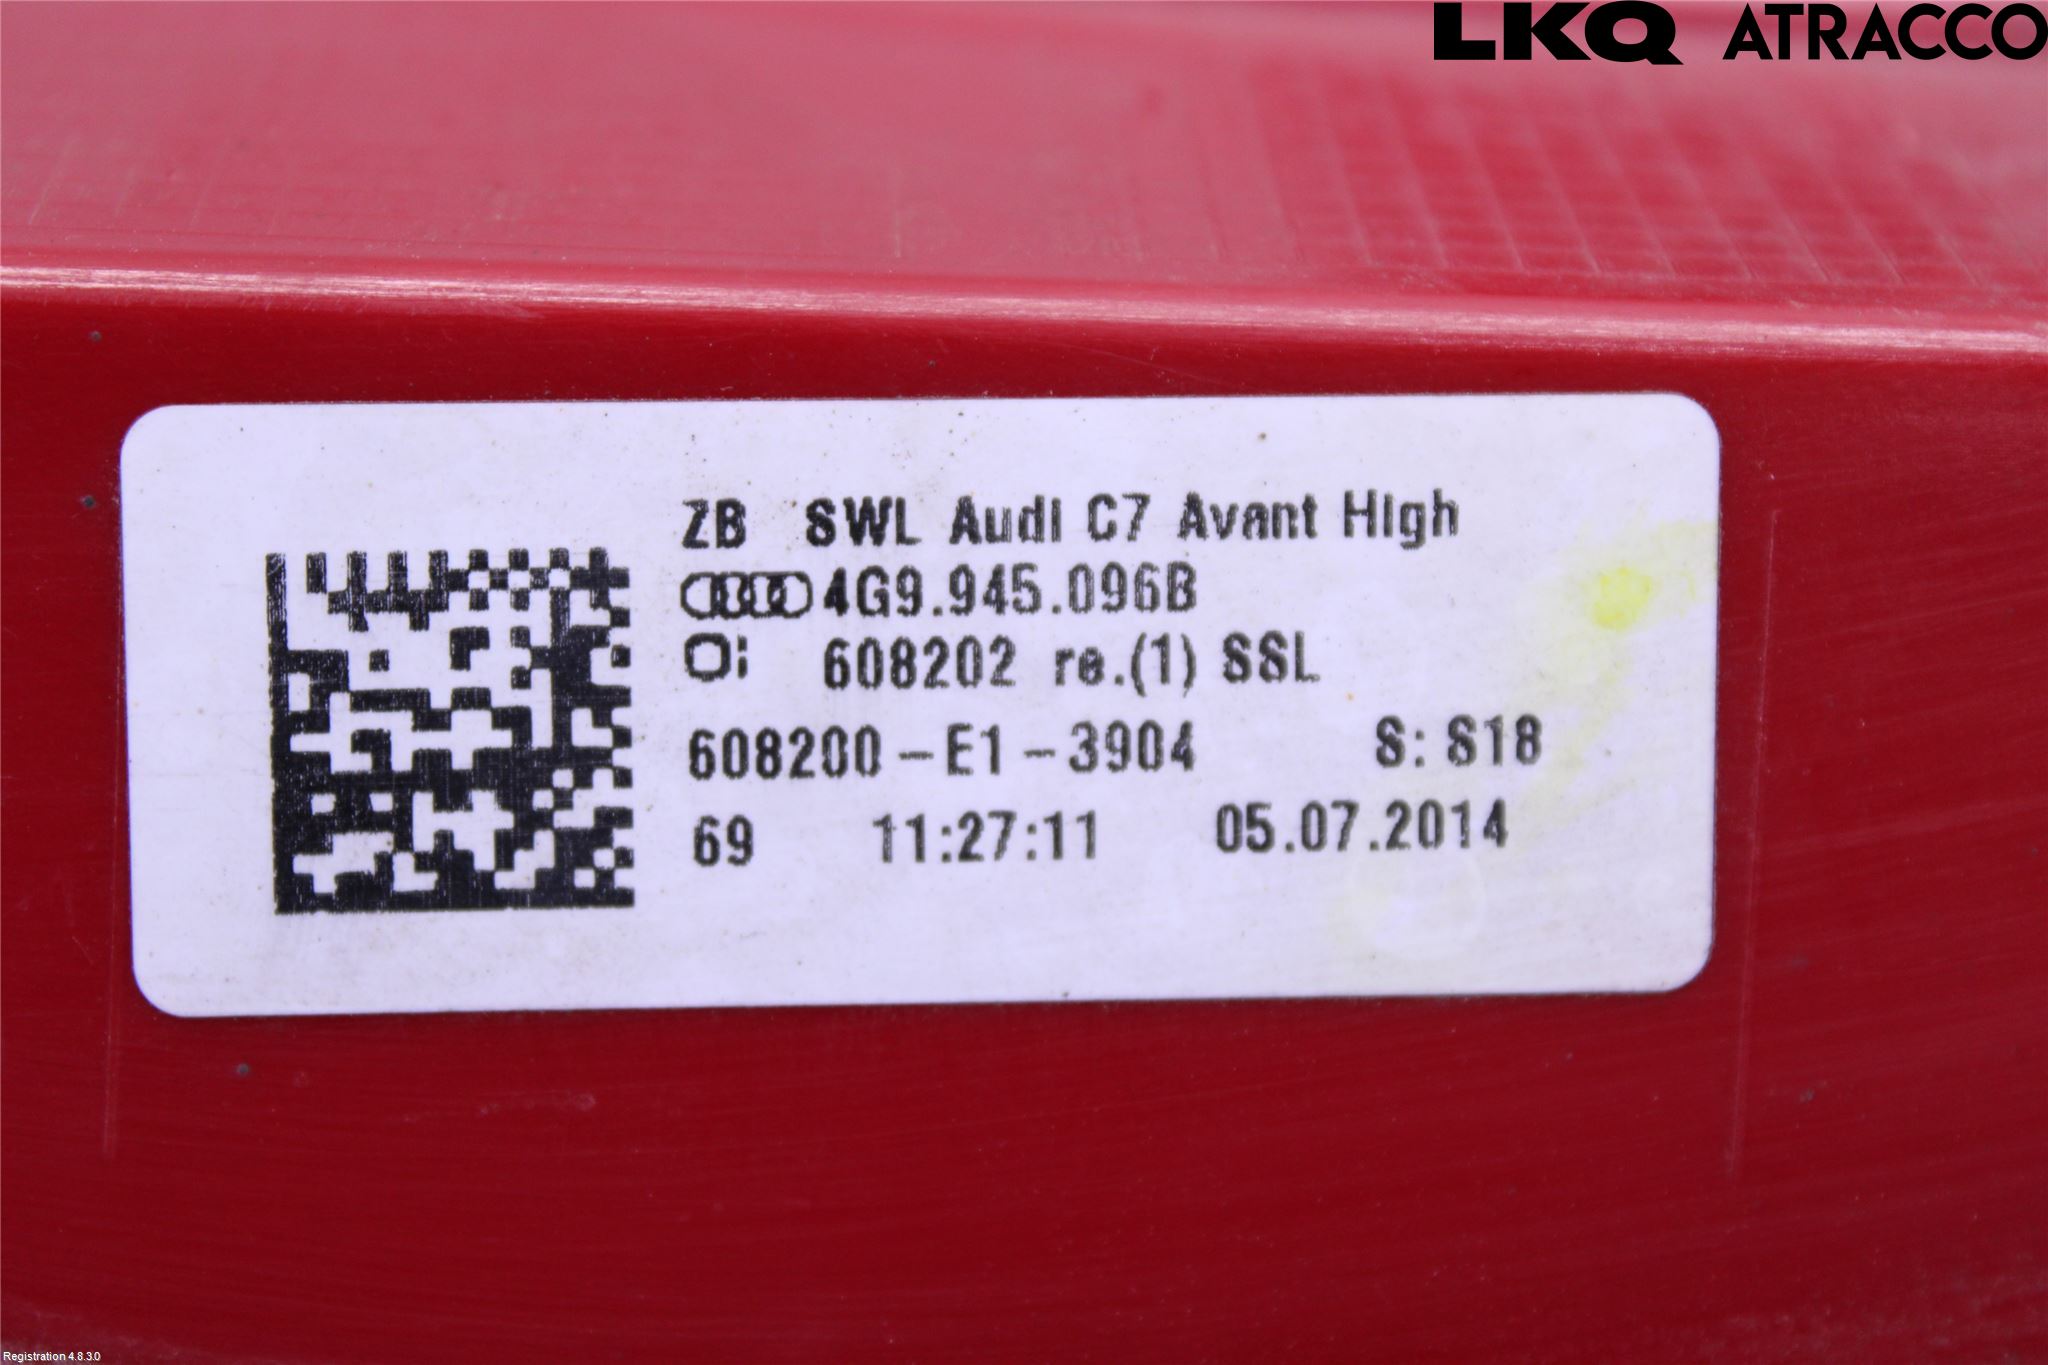 LKQ ATRACCO
ZB SWL Audi C7 Avant High
4G9.945.096B
608202 re.(1) SSL
608200-E1-3904 S: S18
69 11:27:11 05.07.2014
Registration 4.8.3.0